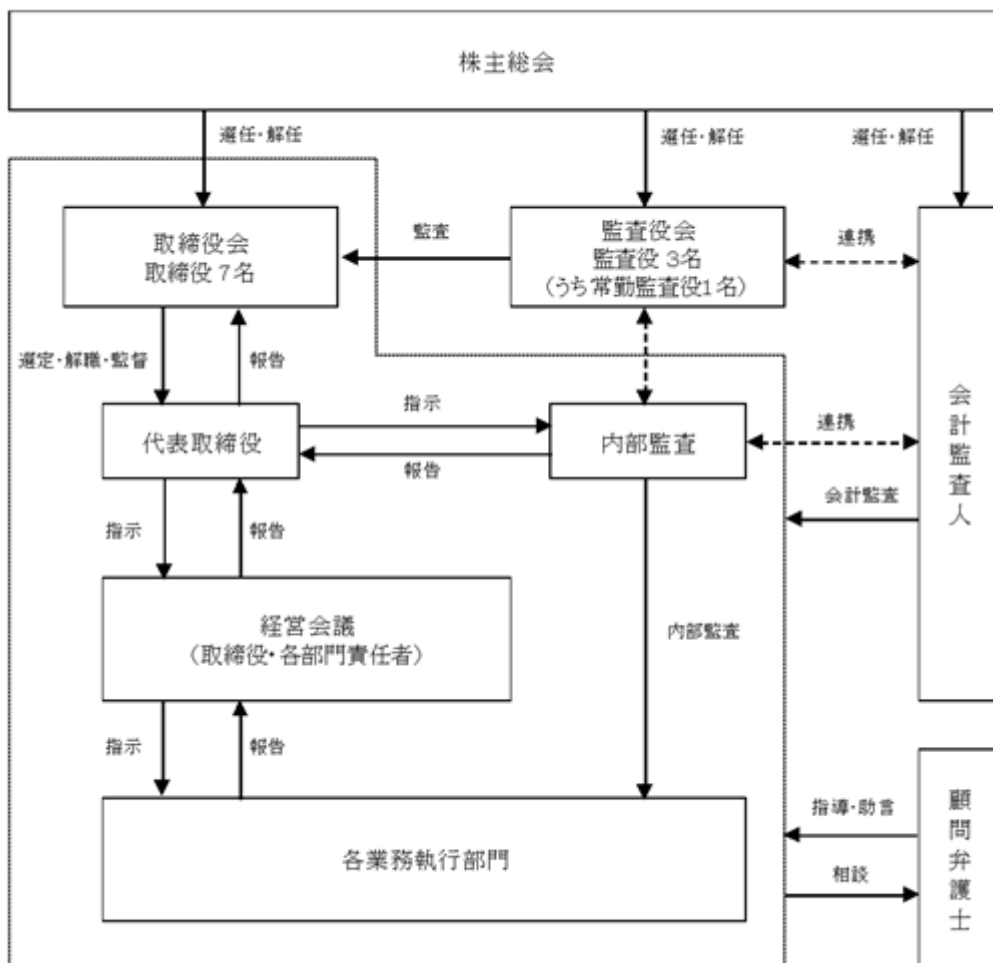 株主総会
選任・解任
選任・解任
選任・解任
取締役会
取締役7名
監査
監査役会
監査役3名
(うち常勤監査役1名)
連携
選定・解職・監督
報告
代表取締役
指示
報告
内部監査
連携
会計監査
会計監査人
指示
報告
経営会議
(取締役・各部門責任者)
内部監査
指示
報告
各業務執行部門
指導・助言
相談
顧問弁護士